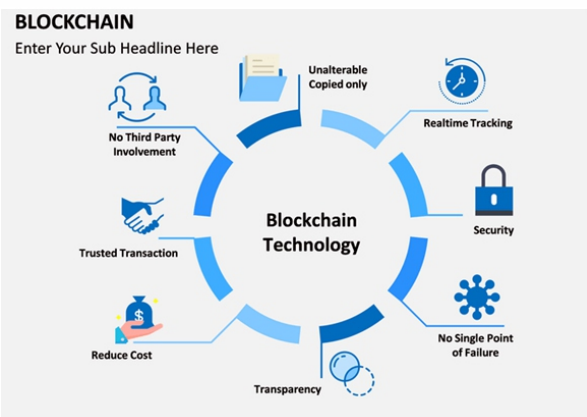 BLOCKCHAIN
Enter Your Sub Headline Here
Unalterable
Copied only
Realtime Tracking
Security
No Single Point
of Failure
Transparency
Reduce Cost
Trusted Transaction
No Third Party
Involvement
Blockchain
Technology
$